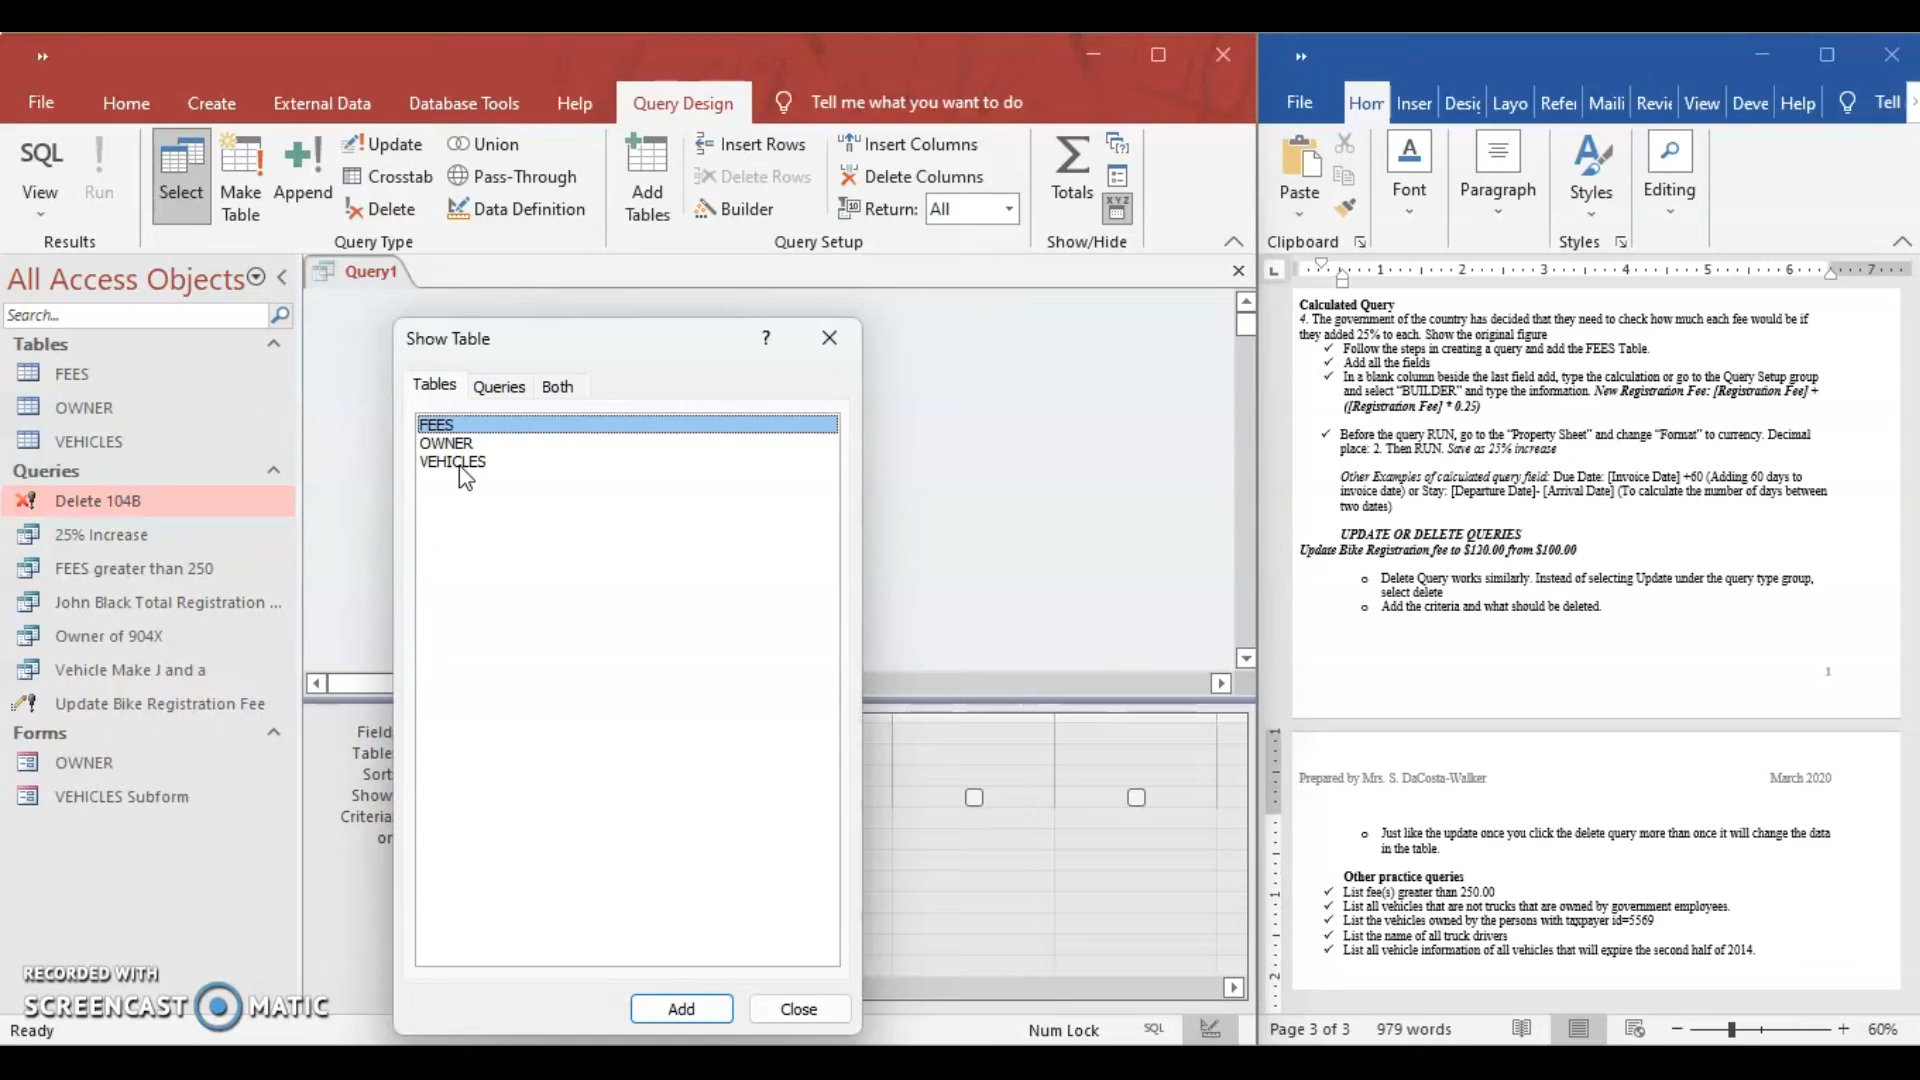 File
Home
Create
External Data
Database Tools
Help
Query Design
Tell me what you want to do
SQL
View
Run
Select
Make
Table
Append
Update
Crosstab
Delete
Union
Pass-Through
Data Definition
Add
Tables
Insert Rows
Delete Rows
Builder
Insert Columns
Delete Columns
Return: All
Totals
XYZ
Results
Query Type
Query Setup
Show/Hide
All Access Objects
Search...
Tables
FEES
OWNER
VEHICLES
Queries
Delete 104B
25% Increase
FEES greater than 250
John Black Total Registration ...
Owner of 904X
Vehicle Make J and a
Update Bike Registration Fee
Forms
OWNER
VEHICLES Subform
Query1
Show Table
?
Tables
Queries
Both
FEES
OWNER
VEHICLES
Add
Close
Field
Table
Sort
Show
Criteria
or
RECORDED WITH
SCREENCAST MATIC
Ready
Num Lock
SQL
File
Hom
Inser
Desig
Layo
Refer
Maili
Revie
View
Deve
Help
Tell
Paste
Font
Paragraph
Styles
Editing
Clipboard
Styles
1 2 3 4 5 6 7
Calculated Query
4. The government of the country has decided that they need to check how much each fee would be if
they added 25% to each. Show the original figure
✓ Follow the steps in creating a query and add the FEES Table.
✓ Add all the fields
✓ In a blank column beside the last field add, type the calculation or go to the Query Setup group
and select “BUILDER” and type the information. New Registration Fee: [Registration Fee] +
([Registration Fee] * 0.25)
✓ Before the query RUN, go to the “Property Sheet” and change “Format” to currency. Decimal
place: 2. Then RUN. Save as 25% increase
Other Examples of calculated query field: Due Date: [Invoice Date] +60 (Adding 60 days to
invoice date) or Stay: [Departure Date]- [Arrival Date] (To calculate the number of days between
two dates)
UPDATE OR DELETE QUERIES
Update Bike Registration fee to $120.00 from $100.00
o Delete Query works similarly. Instead of selecting Update under the query type group,
select delete
o Add the criteria and what should be deleted.
1
Prepared by Mrs. S. DaCosta-Walker
March 2020
o Just like the update once you click the delete query more than once it will change the data
in the table.
Other practice queries
✓ List fee(s) greater than 250.00
✓ List all vehicles that are not trucks that are owned by government employees.
✓ List the vehicles owned by the persons with taxpayer id=5569
✓ List the name of all truck drivers
✓ List all vehicle information of all vehicles that will expire the second half of 2014.
Page 3 of 3
979 words
60%